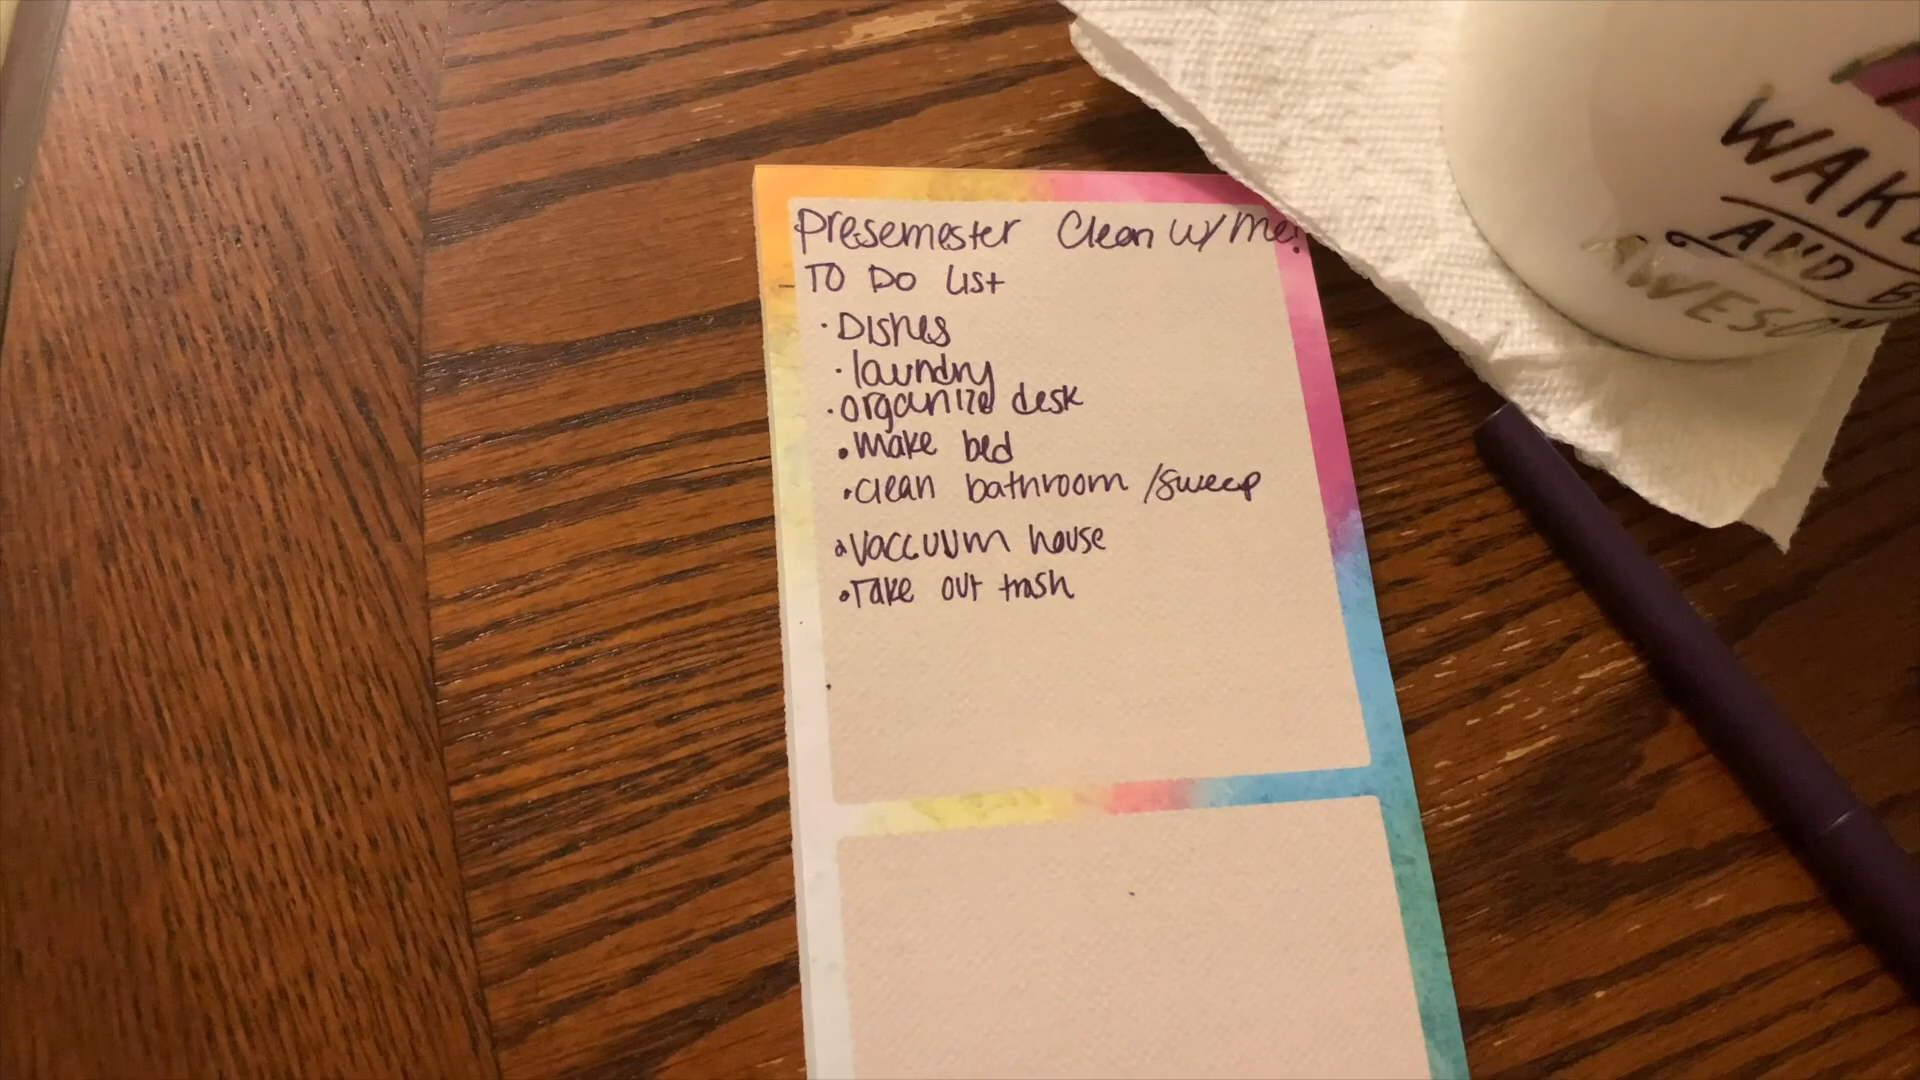 Presemester Clean w/ Me!
TO DO List
· Dishes
· laundry
· organize desk
· make bed
· clean bathroom / sweep
· vaccuum house
· Take out trash
WAKE
AND B
AWESOM